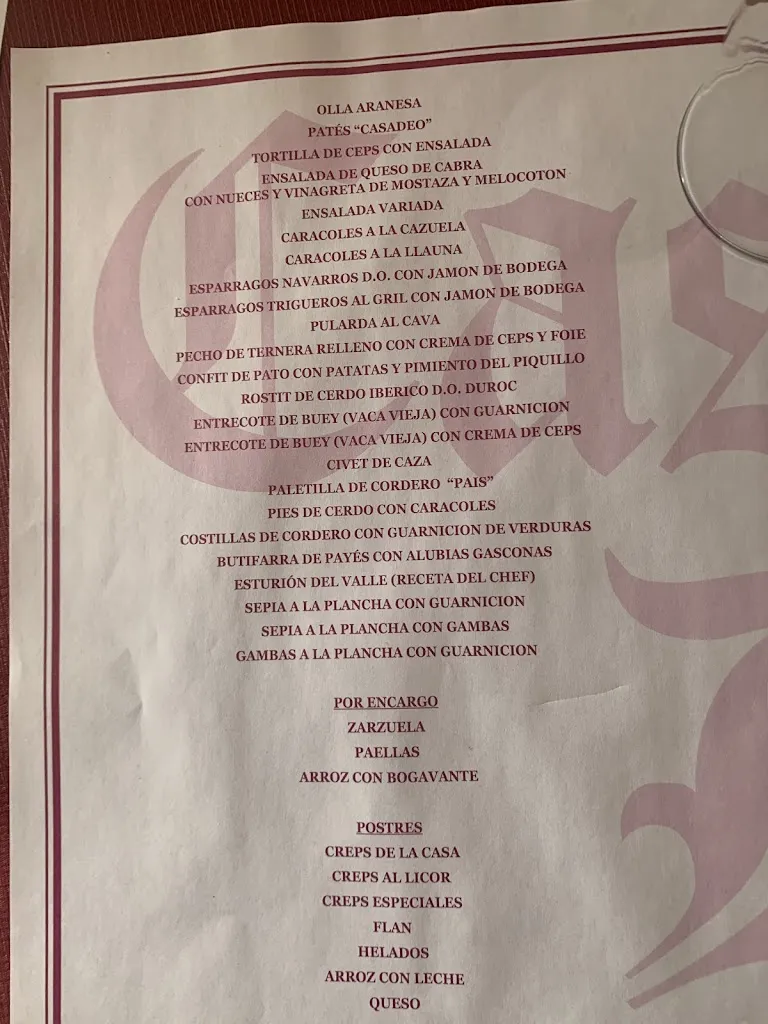 OLLA ARANESA
PATÉS “CASADEO”
TORTILLA DE CEPS CON ENSALADA
ENSALADA DE QUESO DE CABRA
CON NUECES Y VINAGRETA DE MOSTAZA Y MELOCOTON
ENSALADA VARIADA
CARACOLES A LA CAZUELA
CARACOLES A LA LLAUNA
ESPARRAGOS NAVARROS D.O. CON JAMON DE BODEGA
ESPARRAGOS TRIGUEROS AL GRIL CON JAMON DE BODEGA
PULARDA AL CAVA
PECHO DE TERNERA RELLENO CON CREMA DE CEPS Y FOIE
CONFIT DE PATO CON PATATAS Y PIMIENTO DEL PIQUILLO
ROSTIT DE CERDO IBERICO D.O. DUROC
ENTRECOTE DE BUEY (VACA VIEJA) CON GUARNICION
ENTRECOTE DE BUEY (VACA VIEJA) CON CREMA DE CEPS
CIVET DE CAZA
PALETILLA DE CORDERO “PAIS”
PIES DE CERDO CON CARACOLES
COSTILLAS DE CORDERO CON GUARNICION DE VERDURAS
BUTIFARRA DE PAYÉS CON ALUBIAS GASCONAS
ESTURIÓN DEL VALLE (RECETA DEL CHEF)
SEPIA A LA PLANCHA CON GUARNICION
SEPIA A LA PLANCHA CON GAMBAS
GAMBAS A LA PLANCHA CON GUARNICION
POR ENCARGO
ZARZUELA
PAELLAS
ARROZ CON BOGAVANTE
POSTRES
CREPS DE LA CASA
CREPS AL LICOR
CREPS ESPECIALES
FLAN
HELADOS
ARROZ CON LECHE
QUESO